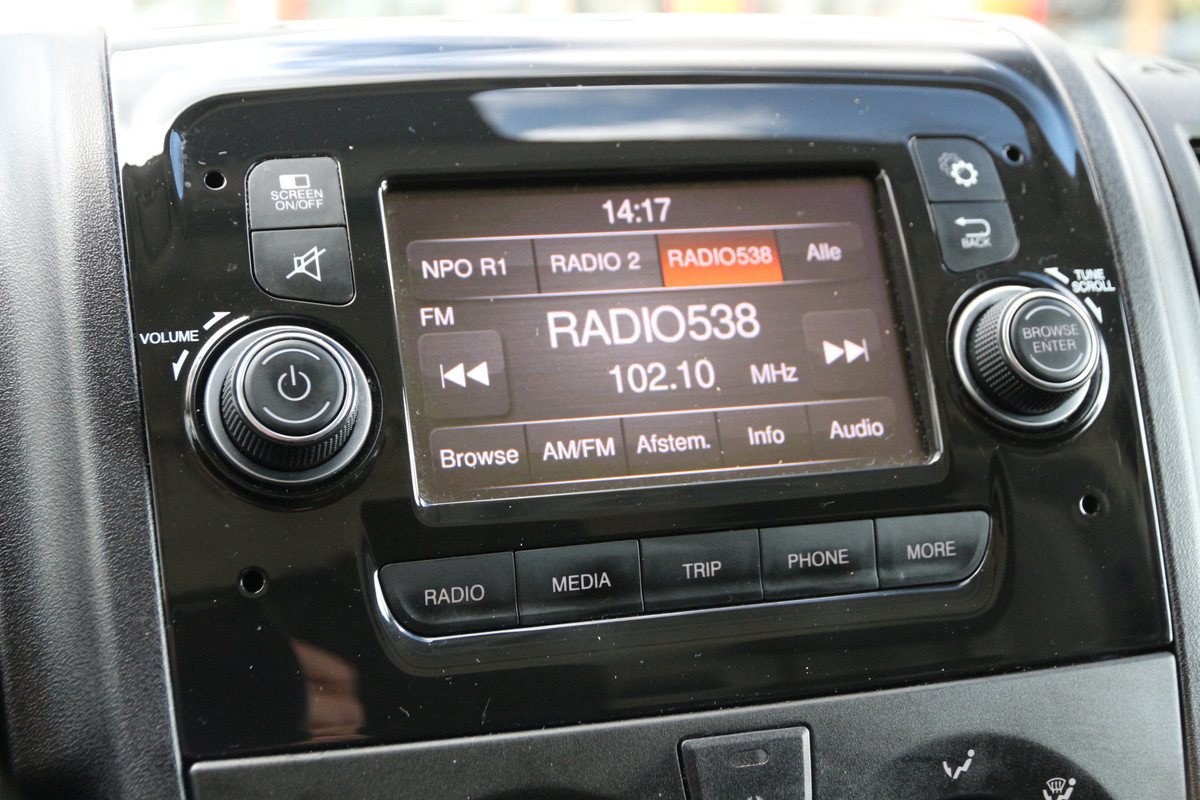 SCREEN
ON/OFF
VOLUME
14:17
NPO R1 RADIO 2 RADIO538 Alle
FM
RADIO538
102.10 MHz
Browse AM/FM Afstem. Info Audio
BACK
TUNE
SCROLL
BROWSE
ENTER
RADIO MEDIA TRIP PHONE MORE